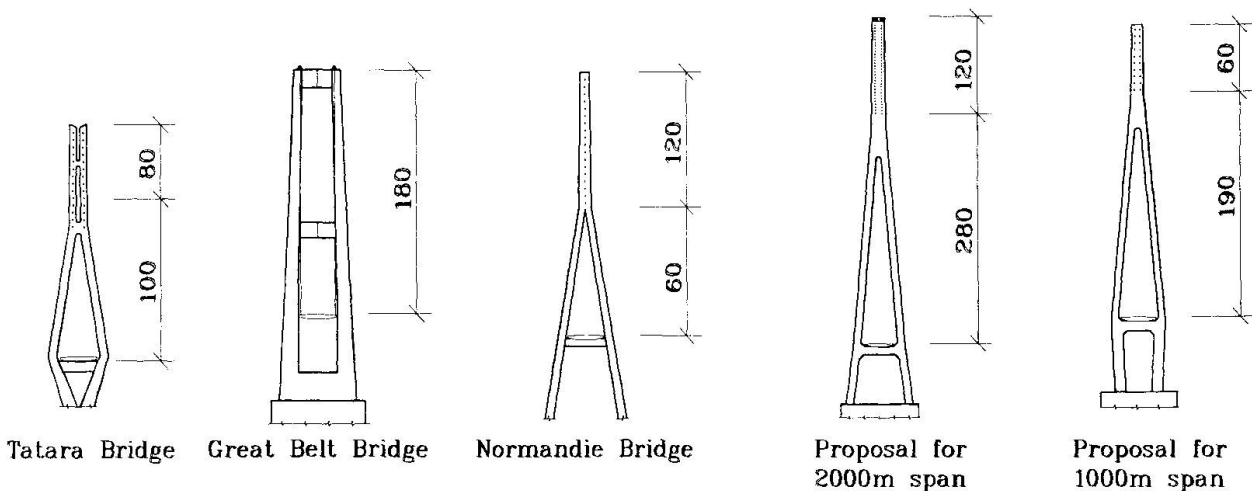 80
100
Tatara Bridge
180
Great Belt Bridge
120
60
Normandie Bridge
120
280
Proposal for
2000m span
60
190
Proposal for
1000m span